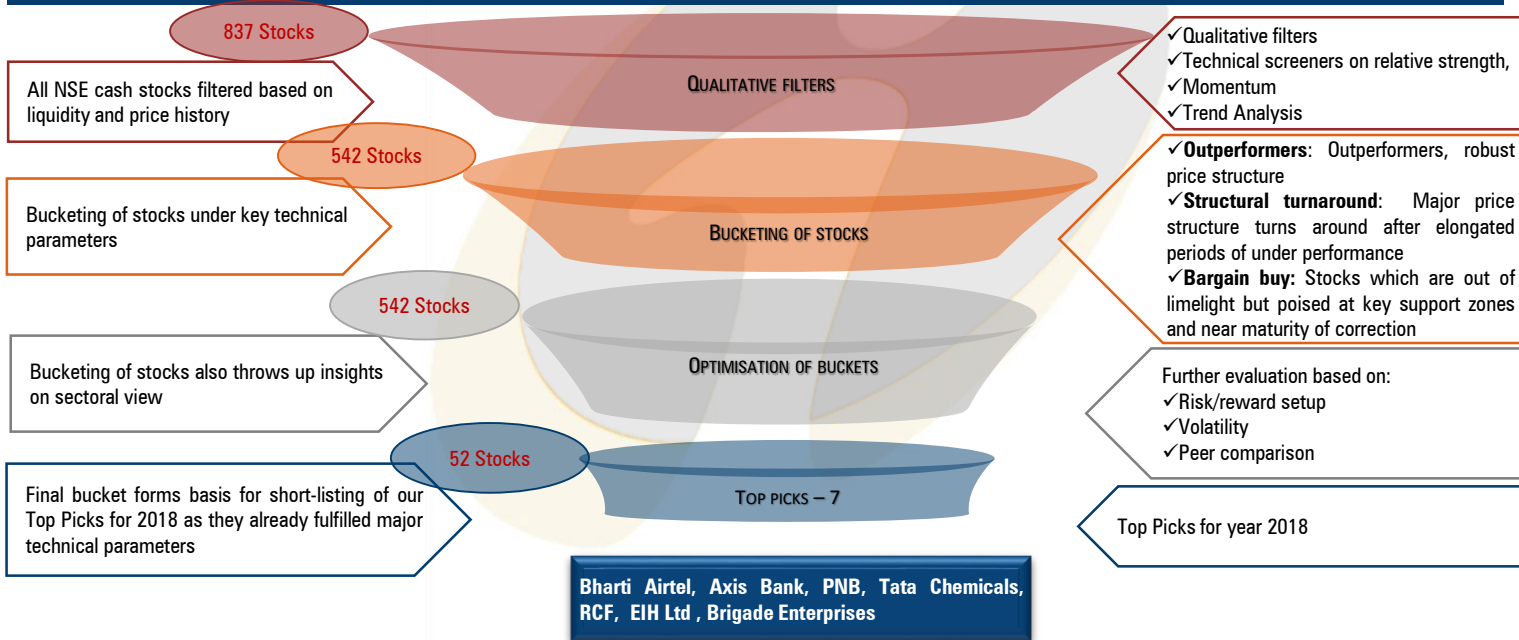 837 Stocks
All NSE cash stocks filtered based on
liquidity and price history
QUALITATIVE FILTERS
✓Qualitative filters
✓Technical screeners on relative strength,
✓Momentum
✓Trend Analysis
542 Stocks
Bucketing of stocks under key technical
parameters
BUCKETING OF STOCKS
✓Outperformers: Outperformers, robust
price structure
✓Structural turnaround: Major price
structure turns around after elongated
periods of under performance
✓Bargain buy: Stocks which are out of
limelight but poised at key support zones
and near maturity of correction
542 Stocks
Bucketing of stocks also throws up insights
on sectoral view
OPTIMISATION OF BUCKETS
Further evaluation based on:
✓Risk/reward setup
✓Volatility
✓Peer comparison
52 Stocks
Final bucket forms basis for short-listing of our
Top Picks for 2018 as they already fulfilled major
technical parameters
TOP PICKS – 7
Top Picks for year 2018
Bharti Airtel, Axis Bank, PNB, Tata Chemicals,
RCF, EIH Ltd , Brigade Enterprises